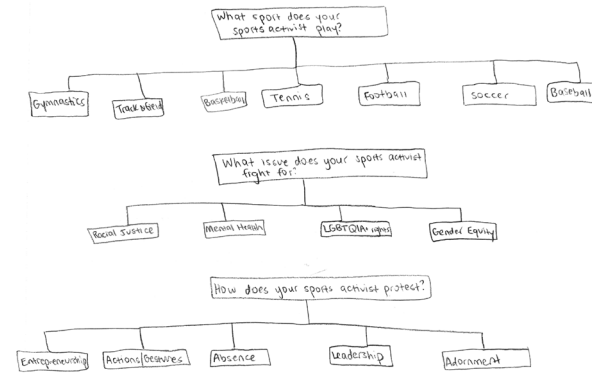 What sport does your
sports activist play?
Gymnastics
Track & field
Basketball
Tennis
Football
Soccer
Baseball
What issue does your sports activist
fight for?
Racial Justice
Mental Health
LGBTQIA+ rights
Gender Equity
How does your sports activist protect?
Entrepreneurship
Actions/Gestures
Absence
Leadership
Adornment